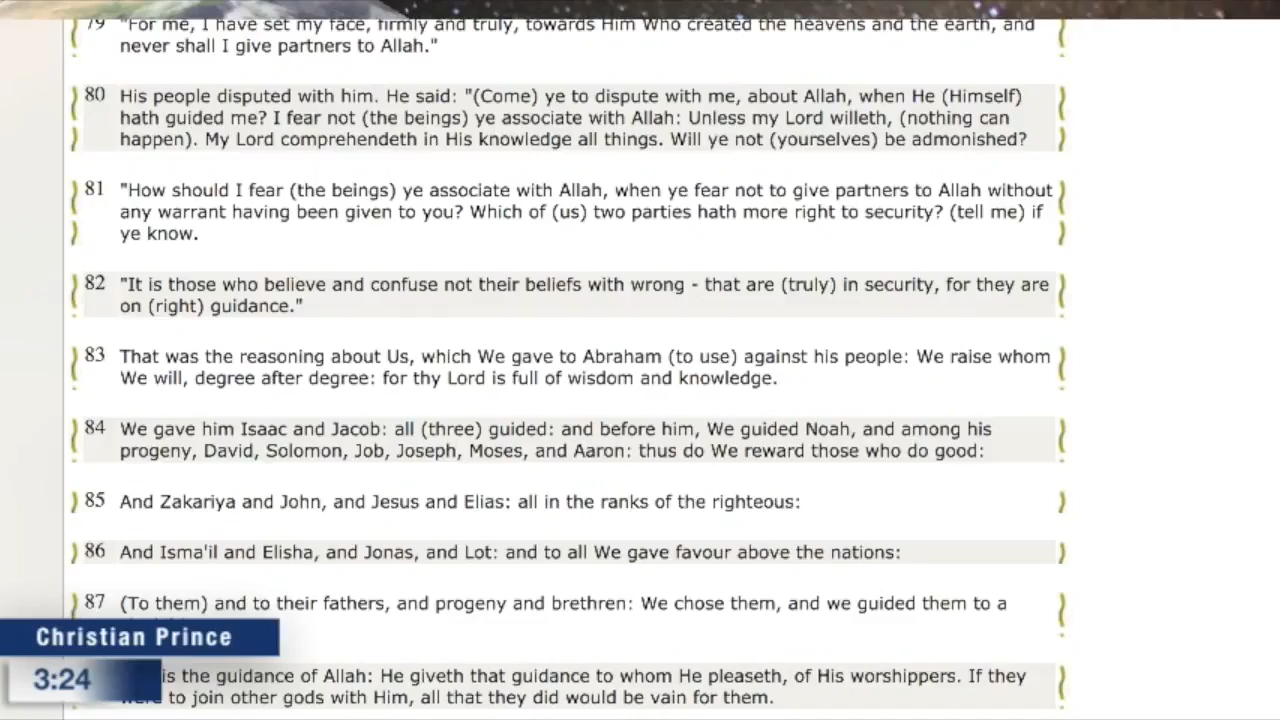 79 "For me, I have set my face, firmly and truly, towards Him Who created the heavens and the earth, and
never shall I give partners to Allah."
80 His people disputed with him. He said: "(Come) ye to dispute with me, about Allah, when He (Himself)
hath guided me? I fear not (the beings) ye associate with Allah: Unless my Lord willeth, (nothing can
happen). My Lord comprehendeth in His knowledge all things. Will ye not (yourselves) be admonished?
81 "How should I fear (the beings) ye associate with Allah, when ye fear not to give partners to Allah without
any warrant having been given to you? Which of (us) two parties hath more right to security? (tell me) if
ye know.
82 "It is those who believe and confuse not their beliefs with wrong - that are (truly) in security, for they are
on (right) guidance."
83 That was the reasoning about Us, which We gave to Abraham (to use) against his people: We raise whom
We will, degree after degree: for thy Lord is full of wisdom and knowledge.
84 We gave him Isaac and Jacob: all (three) guided: and before him, We guided Noah, and among his
progeny, David, Solomon, Job, Joseph, Moses, and Aaron: thus do We reward those who do good:
85 And Zakariya and John, and Jesus and Elias: all in the ranks of the righteous:
86 And Isma'il and Elisha, and Jonas, and Lot: and to all We gave favour above the nations:
87 (To them) and to their fathers, and progeny and brethren: We chose them, and we guided them to a
Christian Prince
3:24
is the guidance of Allah: He giveth that guidance to whom He pleaseth, of His worshippers. If they
to join other gods with Him, all that they did would be vain for them.